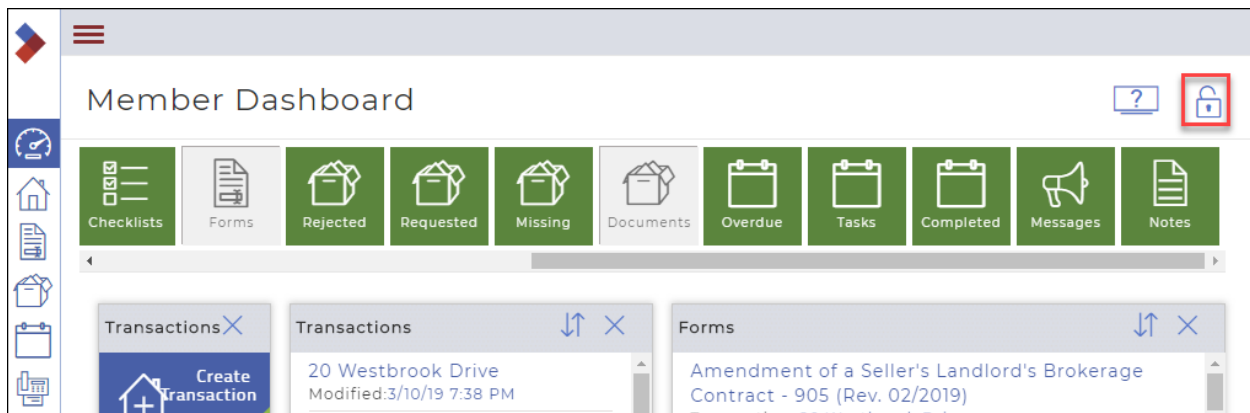 Member Dashboard
?
Checklists
Forms
Rejected
Requested
Missing
Documents
Overdue
Tasks
Completed
Messages
Notes
Transactions
Create
Transaction
Transactions
20 Westbrook Drive
Modified:3/10/19 7:38 PM
Forms
Amendment of a Seller's Landlord's Brokerage
Contract - 905 (Rev. 02/2019)